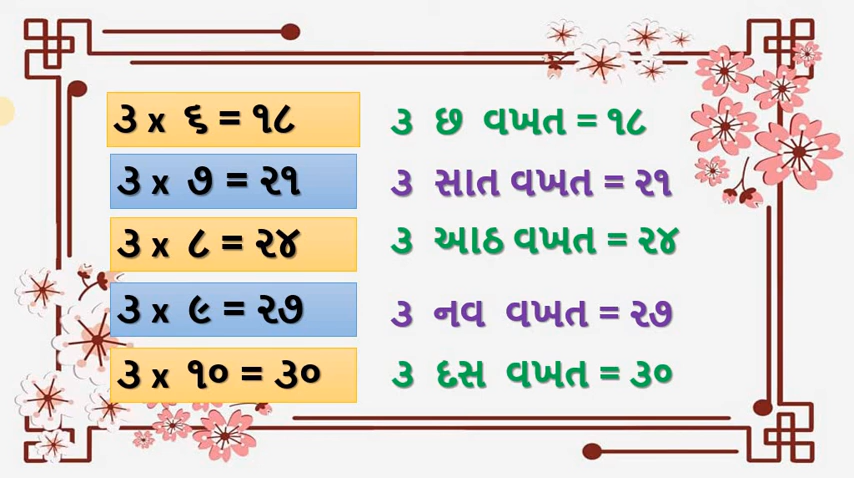 ૩ x ૬ = ૧૮ ૩ છ વખત = ૧૮
૩ x ૭ = ૨૧ ૩ સાત વખત = ૨૧
૩ x ૮ = ૨૪ ૩ આઠ વખત = ૨૪
૩ x ૯ = ૨૭ ૩ નવ વખત = ૨૭
૩ x ૧૦ = ૩૦ ૩ દસ વખત = ૩૦